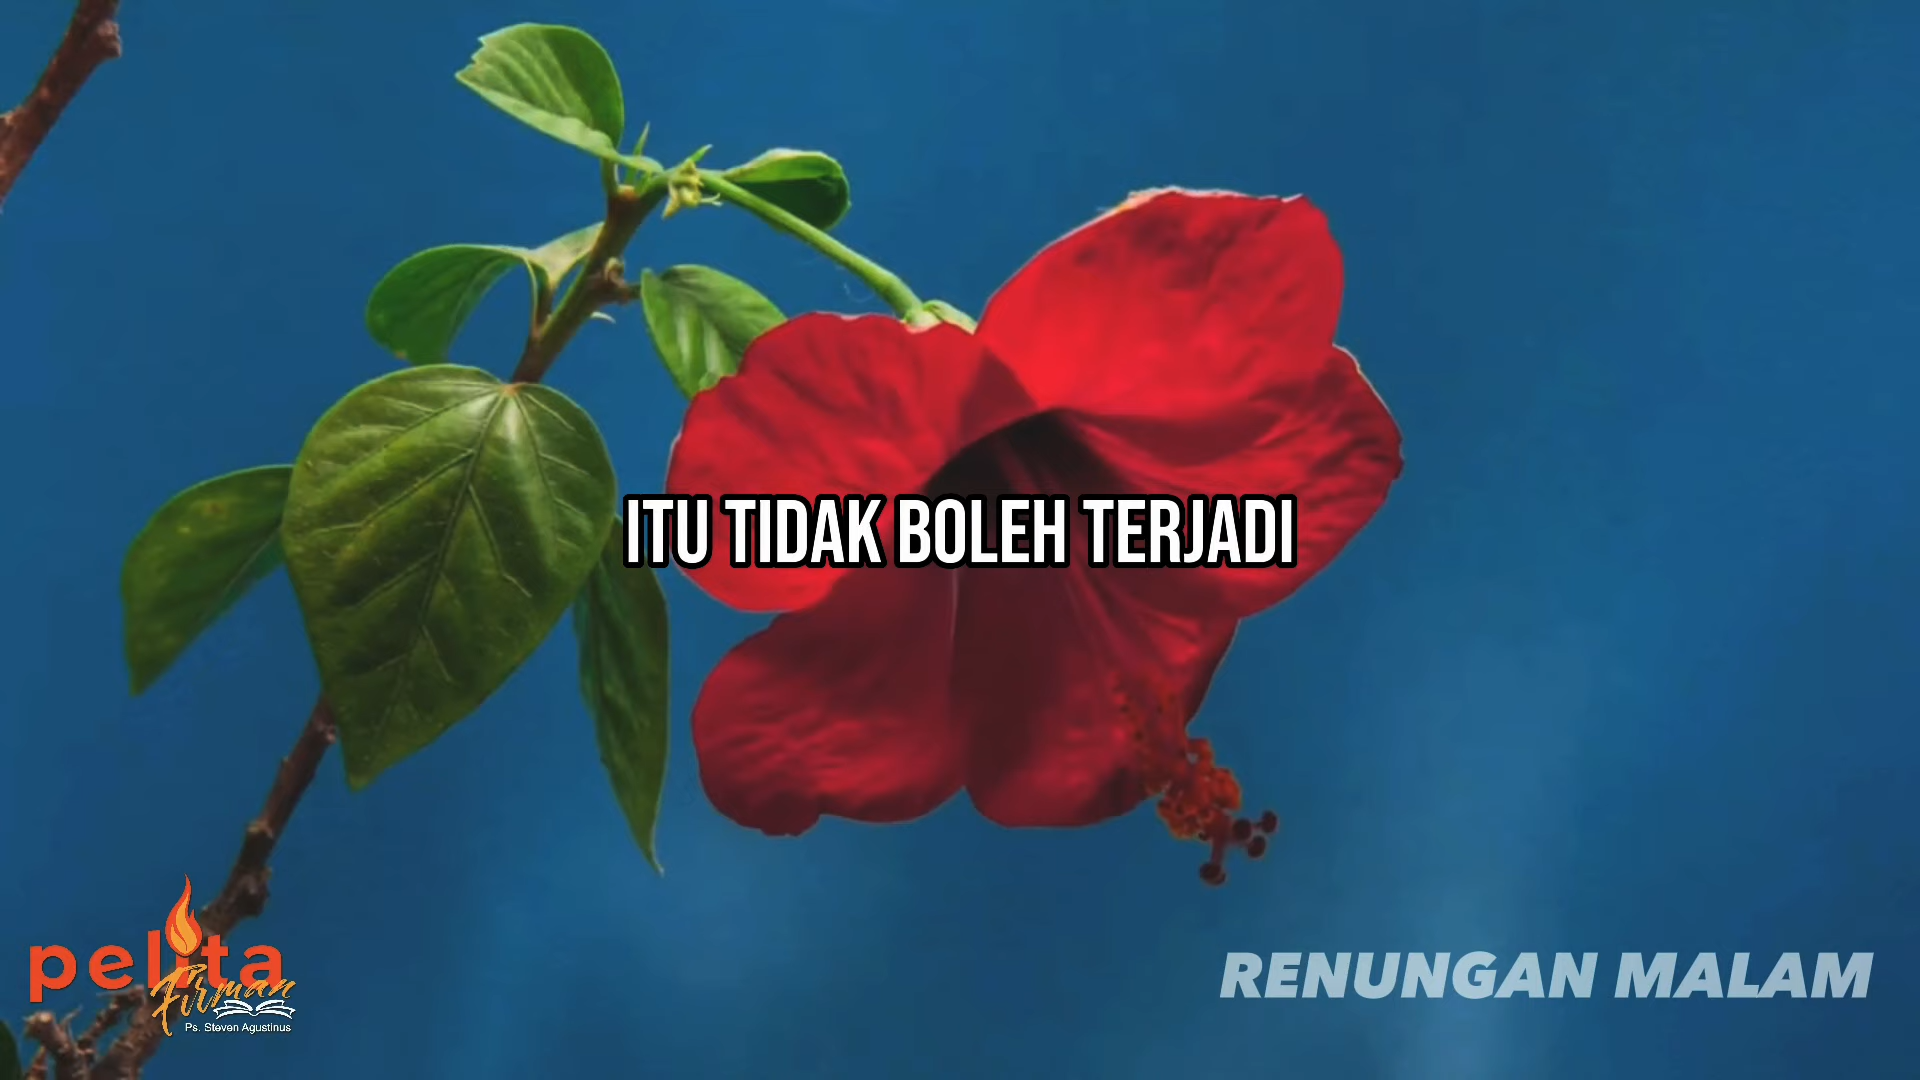 ITU TIDAK BOLEH TERJADI
pelita
Firman
Ps. Steven Agustinus
RENUNGAN MALAM